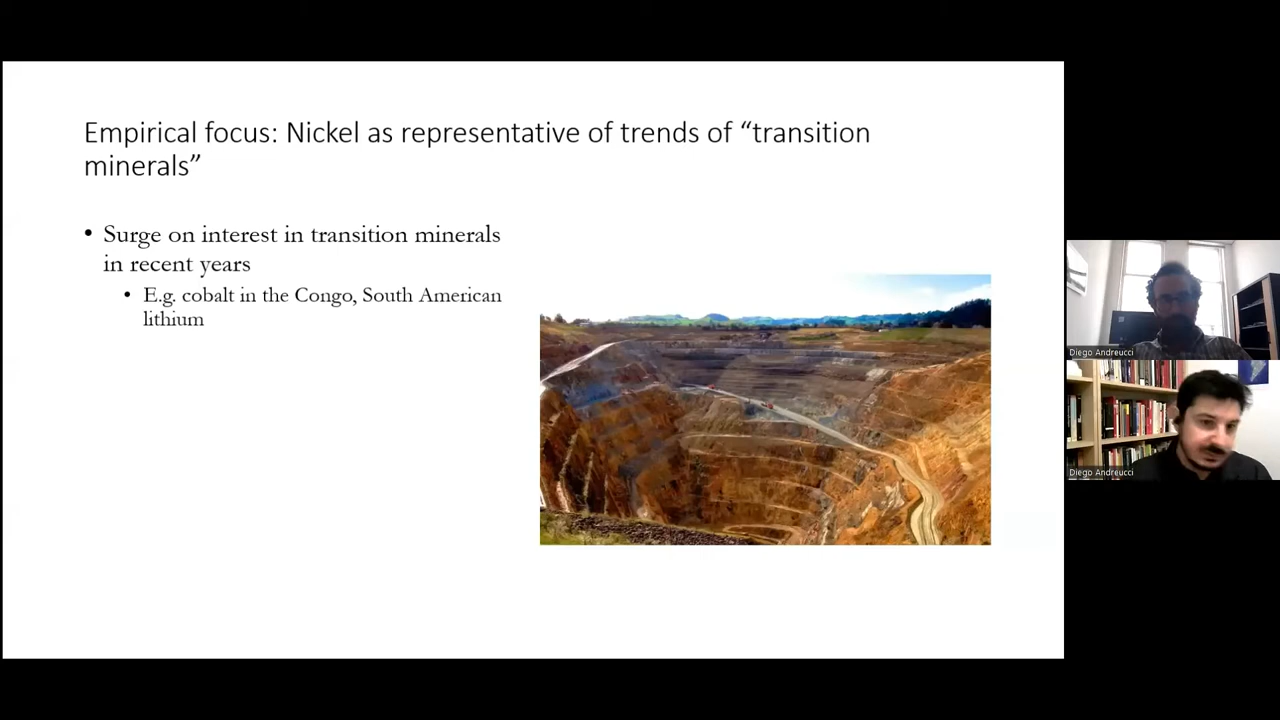 Empirical focus: Nickel as representative of trends of “transition
minerals”
• Surge on interest in transition minerals
in recent years
• E.g. cobalt in the Congo, South American
lithium
Diego Andreucci
Diego Andreucci